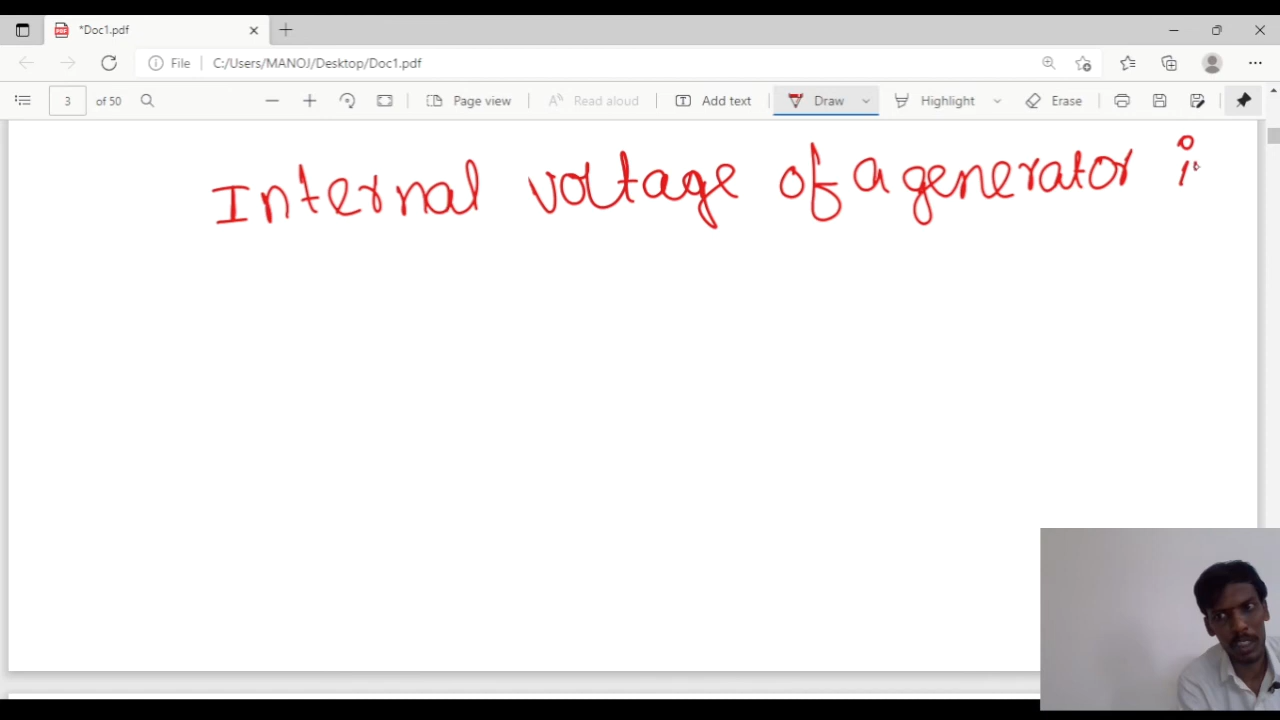 *Doc1.pdf
File C:/Users/MANOJ/Desktop/Doc1.pdf
3 of 50 Page view Read aloud Add text Draw Highlight Erase
Internal voltage of a generator i